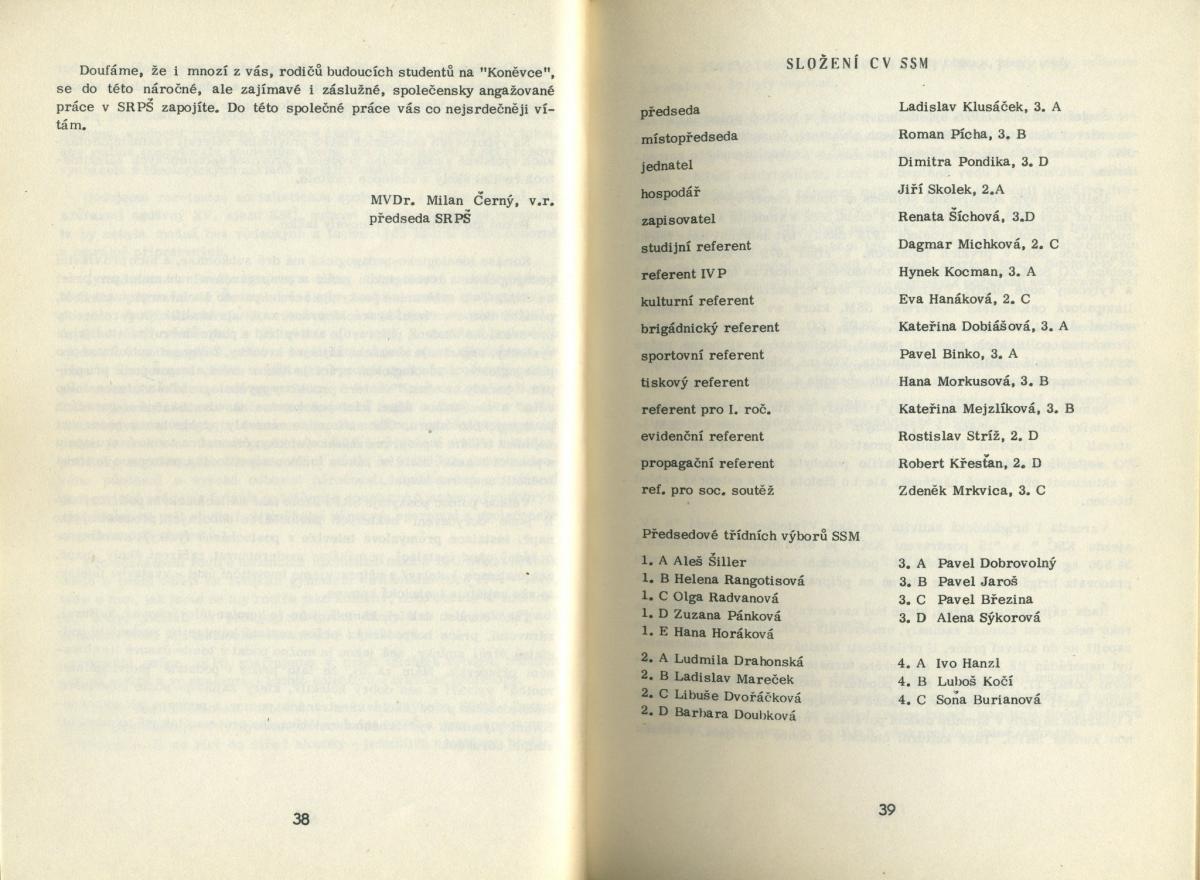 Doufáme, že i mnozí z vás, rodičů budoucích studentů na "Koněvce",
se do této náročné, ale zajímavé i záslužné, společensky angažované
práce v SRPŠ zapojíte. Do této společné práce vás co nejsrdečněji ví-
tám.
MVDr. Milan Černý, v.r.
předseda SRPŠ
38
SLOŽENÍ CV SSM
předseda Ladislav Klusáček, 3. A
místopředseda Roman Pícha, 3. B
jednatel Dimitra Pondika, 3. D
hospodář Jiří Skolek, 2.A
zapisovatel Renata Šíchová, 3.D
studijní referent Dagmar Michková, 2. C
referent IVP Hynek Kocman, 3. A
kulturní referent Eva Hanáková, 2. C
brigádnický referent Kateřina Dobiášová, 3. A
sportovní referent Pavel Binko, 3. A
tiskový referent Hana Morkusová, 3. B
referent pro I. roč. Kateřina Mejzlíková, 3. B
evidenční referent Rostislav Stríž, 2. D
propagační referent Robert Křesťan, 2. D
ref. pro soc. soutěž Zdeněk Mrkvica, 3. C
Předsedové třídních výborů SSM
1. A Aleš Šiller
1. B Helena Rangotisová
1. C Olga Radvanová
1. D Zuzana Pánková
1. E Hana Horáková
2. A Ludmila Drahonská
2. B Ladislav Mareček
2. C Libuše Dvořáčková
2. D Barbara Doubková
3. A Pavel Dobrovolný
3. B Pavel Jaroš
3. C Pavel Březina
3. D Alena Sýkorová
4. A Ivo Hanzl
4. B Luboš Kočí
4. C Soňa Burianová
39